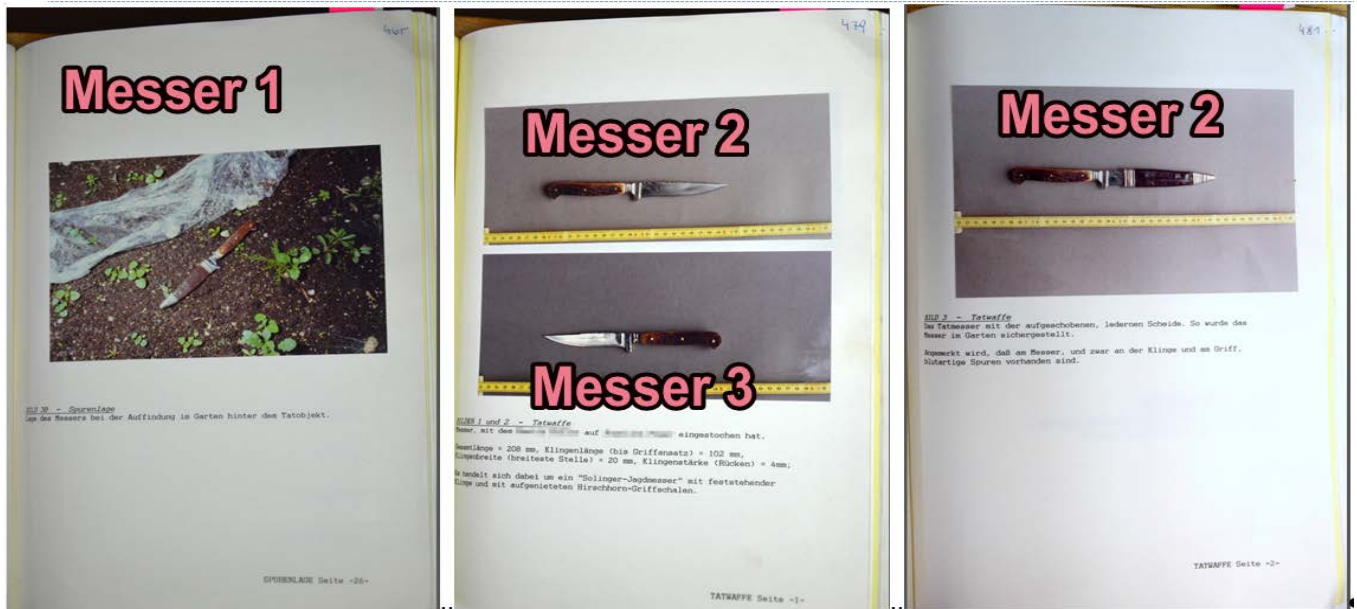 465
Messer 1
BILD 30 - Spurenlage
Lage des Messers bei der Auffindung im Garten hinter dem Tatobjekt.
SPURENLAGE Seite -26-
479
Messer 2
Messer 3
BILDER 1 und 2 - Tatwaffe
Messer, mit dem auf eingestochen hat.
Gesamtlänge = 208 mm, Klingenlänge (bis Griffansatz) = 102 mm,
Klingenbreite (breiteste Stelle) = 20 mm, Klingenstärke (Rücken) = 4mm;
Es handelt sich dabei um ein "Solinger-Jagdmesser" mit feststehender
Klinge und mit aufgenieteten Hirschhorn-Griffschalen.
TATWAFFE Seite -1-
481
Messer 2
BILD 3 - Tatwaffe
Das Tatmesser mit der aufgeschobenen, ledernen Scheide. So wurde das
Messer im Garten sichergestellt.
Angemerkt wird, daß am Messer, und zwar an der Klinge und am Griff,
blutartige Spuren vorhanden sind.
TATWAFFE Seite -2-